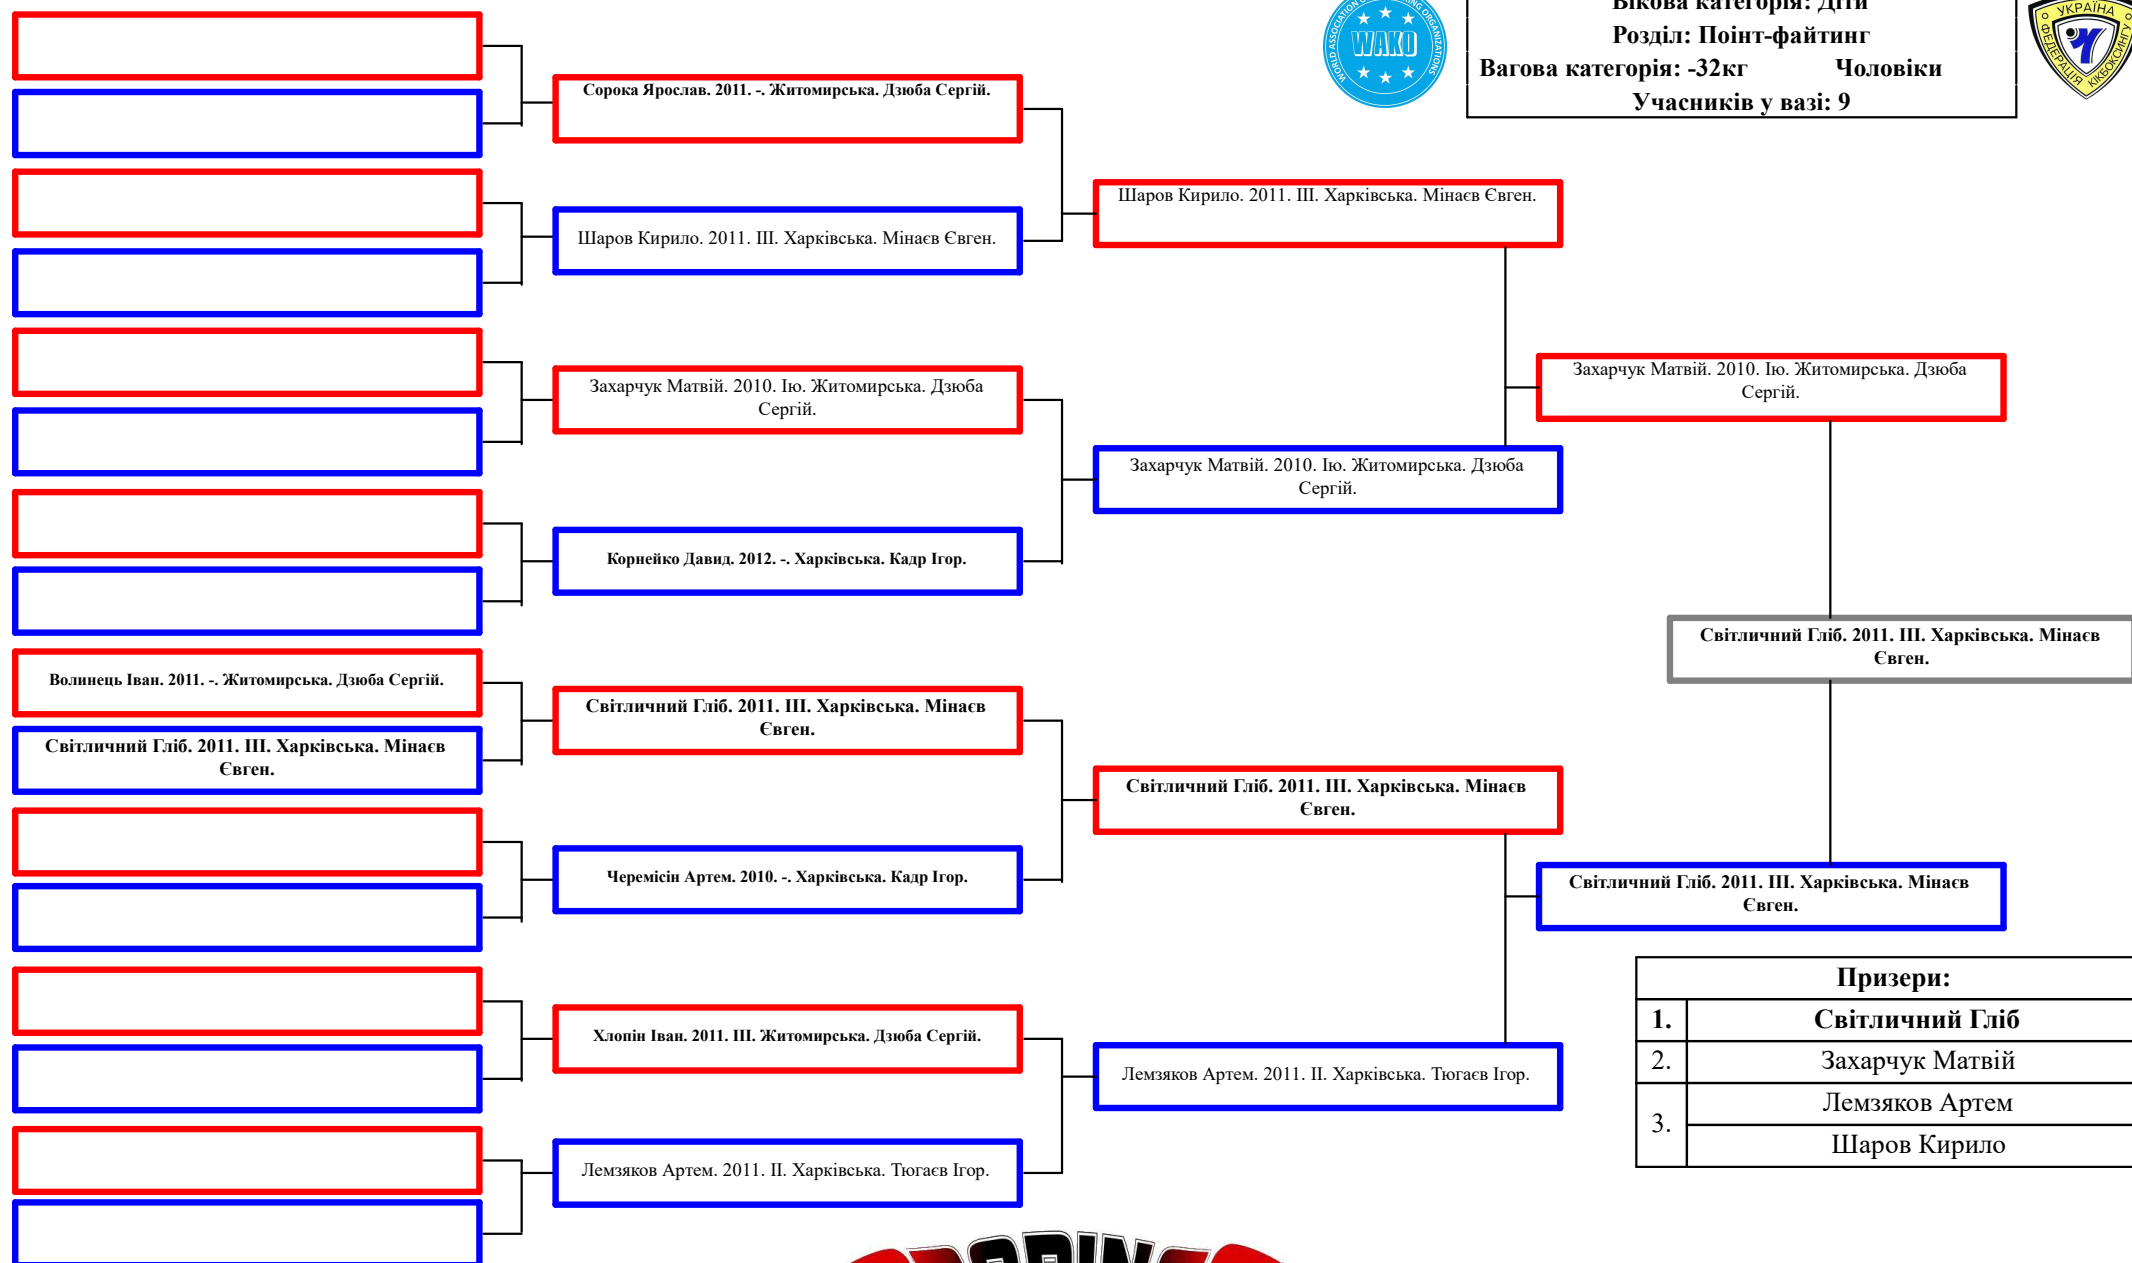 Вікова категорія: Діти
Розділ: Поінт-файтинг
Вагова категорія: -32кг Чоловіки
Учасників у вазі: 9
WAKO
УКРАЇНА
ФЕДЕРАЦІЯ КІКБОКСИНГУ
Сорока Ярослав. 2011. -. Житомирська. Дзюба Сергій.
Шаров Кирило. 2011. III. Харківська. Мінаєв Євген.
Захарчук Матвій. 2010. Iю. Житомирська. Дзюба
Сергій.
Корнейко Давид. 2012. -. Харківська. Кадр Ігор.
Волинець Іван. 2011. -. Житомирська. Дзюба Сергій.
Світличний Гліб. 2011. III. Харківська. Мінаєв
Євген.
Світличний Гліб. 2011. III. Харківська. Мінаєв
Євген.
Черемісін Артем. 2010. -. Харківська. Кадр Ігор.
Хлопін Іван. 2011. III. Житомирська. Дзюба Сергій.
Лемзяков Артем. 2011. II. Харківська. Тюгаєв Ігор.
Шаров Кирило. 2011. III. Харківська. Мінаєв Євген.
Захарчук Матвій. 2010. Iю. Житомирська. Дзюба
Сергій.
Світличний Гліб. 2011. III. Харківська. Мінаєв
Євген.
Лемзяков Артем. 2011. II. Харківська. Тюгаєв Ігор.
Захарчук Матвій. 2010. Iю. Житомирська. Дзюба
Сергій.
Світличний Гліб. 2011. III. Харківська. Мінаєв
Євген.
Світличний Гліб. 2011. III. Харківська. Мінаєв
Євген.
Призери:
1. Світличний Гліб
2. Захарчук Матвій
3. Лемзяков Артем
Шаров Кирило